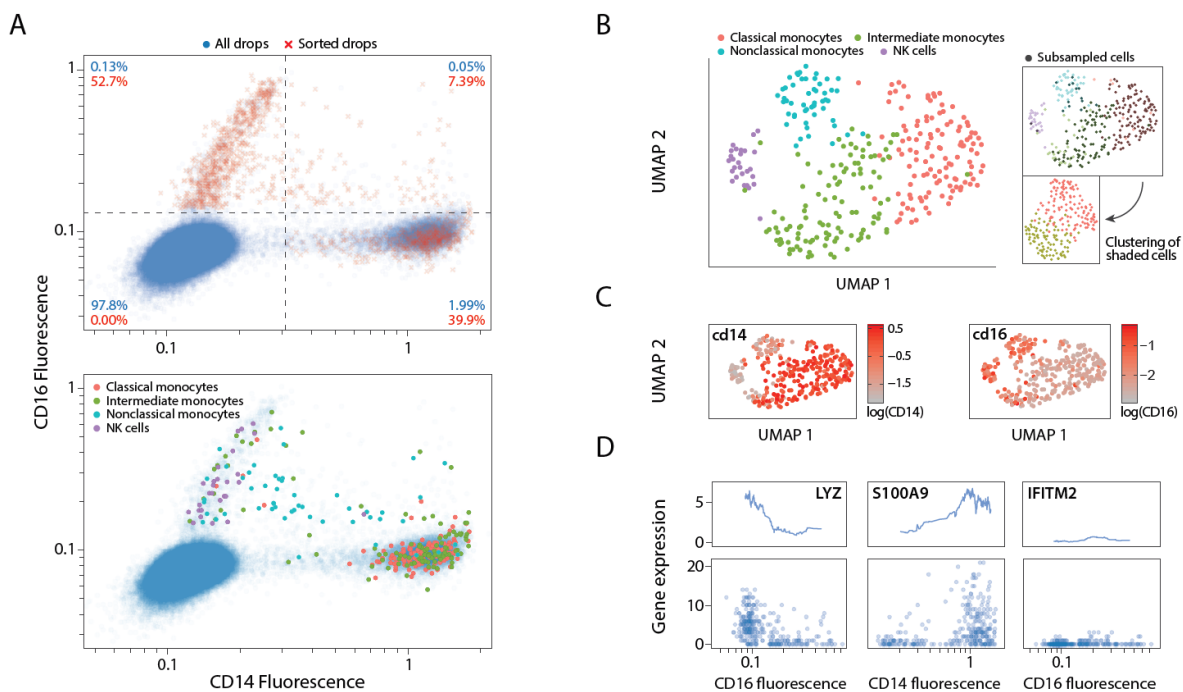 A
All drops
Sorted drops
0.13%
52.7%
0.05%
7.39%
1
0.1
97.8%
0.00%
1.99%
39.9%
0.1
1
CD16 Fluorescence
Classical monocytes
Intermediate monocytes
Nonclassical monocytes
NK cells
1
0.1
0.1
1
CD14 Fluorescence
B
Classical monocytes
Intermediate monocytes
Nonclassical monocytes
NK cells
UMAP 2
UMAP 1
Subsampled cells
Clustering of
shaded cells
C
UMAP 2
cd14
0.5
−0.5
−1.5
log(CD14)
UMAP 1
cd16
−1
−2
log(CD16)
UMAP 1
D
Gene expression
LYZ
S100A9
IFITM2
5
0
20
10
0
0.1
1
0.1
CD16 fluorescence
CD14 fluorescence
CD16 fluorescence